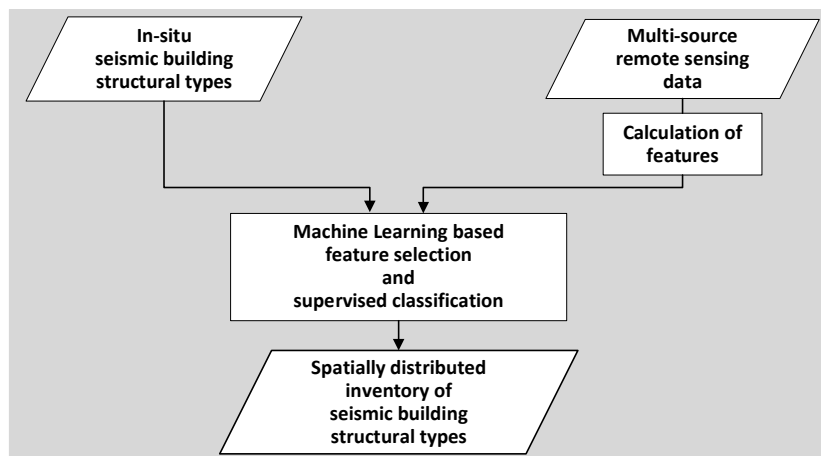 In-situ
seismic building
structural types
Multi-source
remote sensing
data
Calculation of
features
Machine Learning based
feature selection
and
supervised classification
Spatially distributed
inventory of
seismic building
structural types